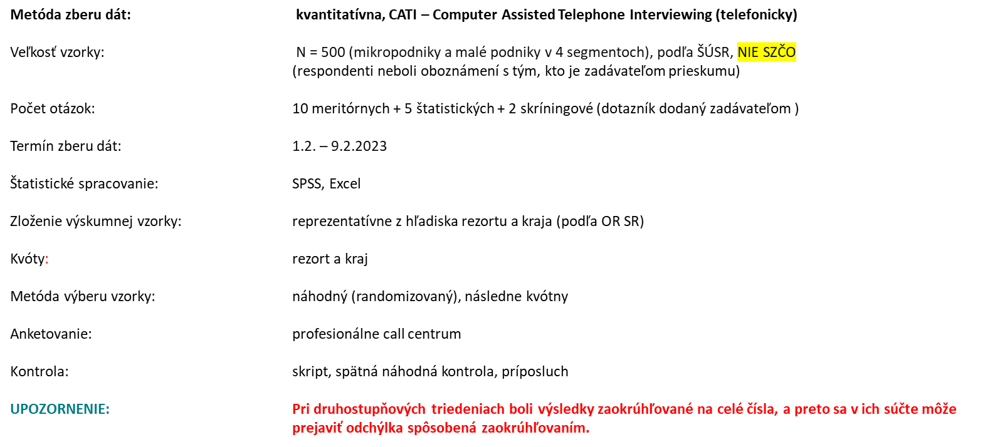 Metóda zberu dát: kvantitatívna, CATI – Computer Assisted Telephone Interviewing (telefonicky)
Veľkosť vzorky: N = 500 (mikropodniky a malé podniky v 4 segmentoch), podľa ŠÚSR, NIE SZČO
(respondenti neboli oboznámení s tým, kto je zadávateľom prieskumu)
Počet otázok: 10 meritórnych + 5 štatistických + 2 skríningové (dotazník dodaný zadávateľom )
Termín zberu dát: 1.2. – 9.2.2023
Štatistické spracovanie: SPSS, Excel
Zloženie výskumnej vzorky: reprezentatívne z hľadiska rezortu a kraja (podľa OR SR)
Kvóty: rezort a kraj
Metóda výberu vzorky: náhodný (randomizovaný), následne kvótny
Anketovanie: profesionálne call centrum
Kontrola: skript, spätná náhodná kontrola, príposluch
UPOZORNENIE: Pri druhostupňových triedeniach boli výsledky zaokrúhľované na celé čísla, a preto sa v ich súčte môže
prejaviť odchýlka spôsobená zaokrúhľovaním.